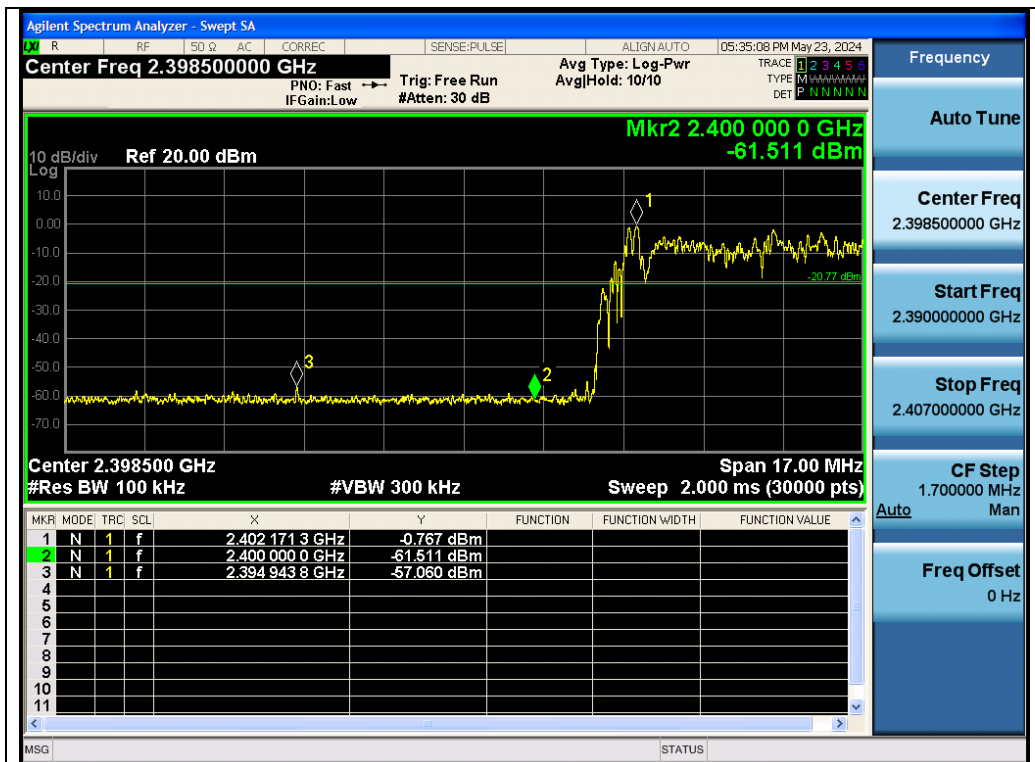 Agilent Spectrum Analyzer - Swept SA
LXI R RF 50 Ω AC CORREC SENSE:PULSE ALIGN AUTO 05:35:08 PM May 23, 2024
Center Freq 2.398500000 GHz
PNO: Fast
IFGain:Low
Trig: Free Run
#Atten: 30 dB
Avg Type: Log-Pwr
Avg|Hold: 10/10
TRACE 1 2 3 4 5 6
TYPE M WWWWW
DET P N N N N N
Mkr2 2.400 000 0 GHz
-61.511 dBm
10 dB/div Ref 20.00 dBm
Log
10.0
0.00
-10.0
-20.0
-30.0
-40.0
-50.0
-60.0
-70.0
1
2
3
-20.77 dBm
Center 2.398500 GHz Span 17.00 MHz
#Res BW 100 kHz #VBW 300 kHz Sweep 2.000 ms (30000 pts)
MKR MODE TRC SCL X Y FUNCTION FUNCTION WIDTH FUNCTION VALUE
1 N 1 f 2.402 171 3 GHz -0.767 dBm
2 N 1 f 2.400 000 0 GHz -61.511 dBm
3 N 1 f 2.394 943 8 GHz -57.060 dBm
4
5
6
7
8
9
10
11
MSG STATUS
Frequency
Auto Tune
Center Freq
2.398500000 GHz
Start Freq
2.390000000 GHz
Stop Freq
2.407000000 GHz
CF Step
1.700000 MHz
Auto Man
Freq Offset
0 Hz